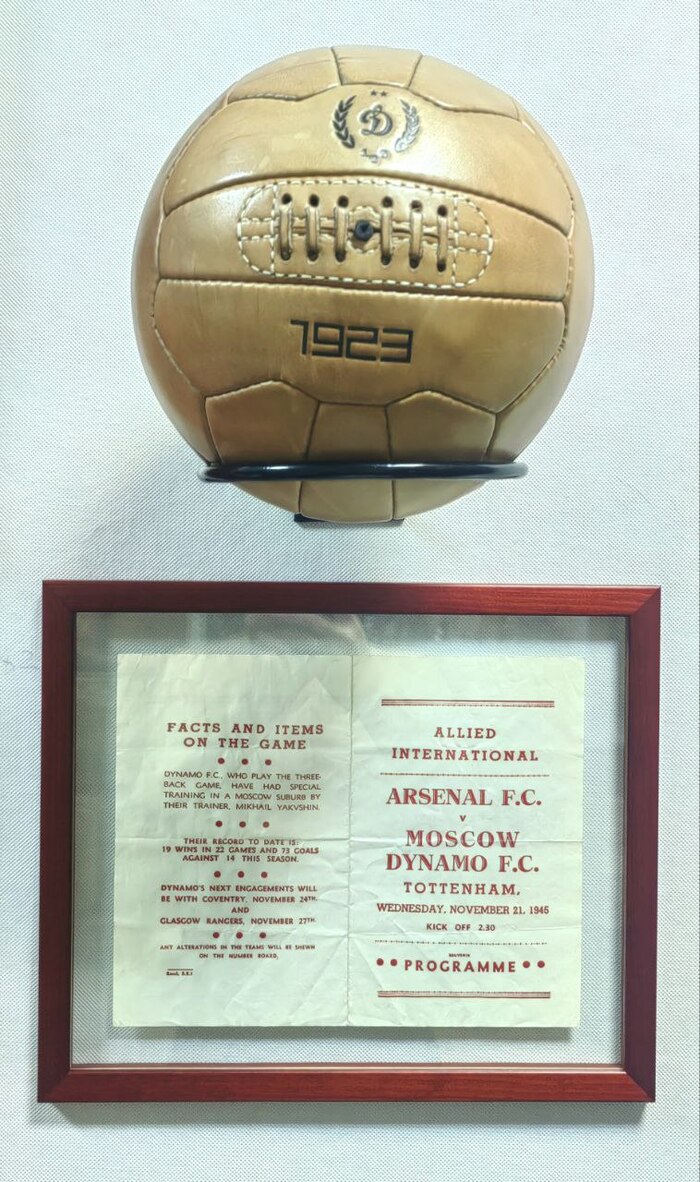 Д
100
1923
FACTS AND ITEMS
ON THE GAME
DYNAMO F.C., WHO PLAY THE THREE-
BACK GAME, HAVE HAD SPECIAL
TRAINING IN A MOSCOW SUBURB BY
THEIR TRAINER, MIKHAIL YAKVSHIN.
THEIR RECORD TO DATE IS:
19 WINS IN 22 GAMES AND 73 GOALS
AGAINST 14 THIS SEASON.
DYNAMO'S NEXT ENGAGEMENTS WILL
BE WITH COVENTRY, NOVEMBER 24TH.
AND
GLASGOW RANGERS, NOVEMBER 27TH.
ANY ALTERATIONS IN THE TEAMS WILL BE SHEWN
ON THE NUMBER BOARD,
ALLIED
INTERNATIONAL
ARSENAL F.C.
v
MOSCOW
DYNAMO F.C.
TOTTENHAM,
WEDNESDAY, NOVEMBER 21, 1945
KICK OFF 2.30
SOUVENIR
PROGRAMME